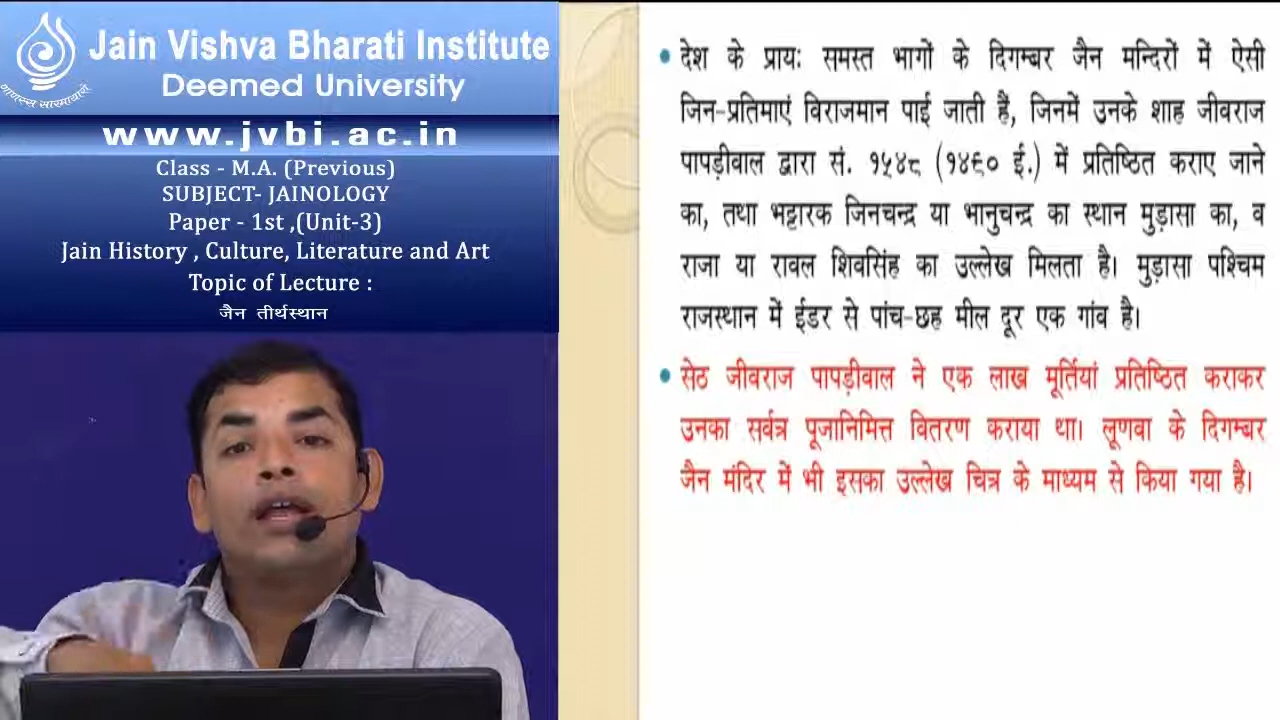 Jain Vishva Bharati Institute
Deemed University
www.jvbi.ac.in
Class - M.A. (Previous)
SUBJECT- JAINOLOGY
Paper - 1st ,(Unit-3)
Jain History , Culture, Literature and Art
Topic of Lecture :
जैन तीर्थस्थान
देश के प्रायः समस्त भागों के दिगम्बर जैन मन्दिरों में ऐसी
जिन-प्रतिमाएं विराजमान पाई जाती हैं, जिनमें उनके शाह जीवराज
पापड़ीवाल द्वारा सं. १५४८ (१४९० ई.) में प्रतिष्ठित कराए जाने
का, तथा भट्टारक जिनचन्द्र या भानुचन्द्र का स्थान मुड़ासा का, व
राजा या रावल शिवसिंह का उल्लेख मिलता है। मुड़ासा पश्चिम
राजस्थान में ईडर से पांच-छह मील दूर एक गांव है।
सेठ जीवराज पापड़ीवाल ने एक लाख मूर्तियां प्रतिष्ठित कराकर
उनका सर्वत्र पूजानिमित्त वितरण कराया था। लूणवा के दिगम्बर
जैन मंदिर में भी इसका उल्लेख चित्र के माध्यम से किया गया है।